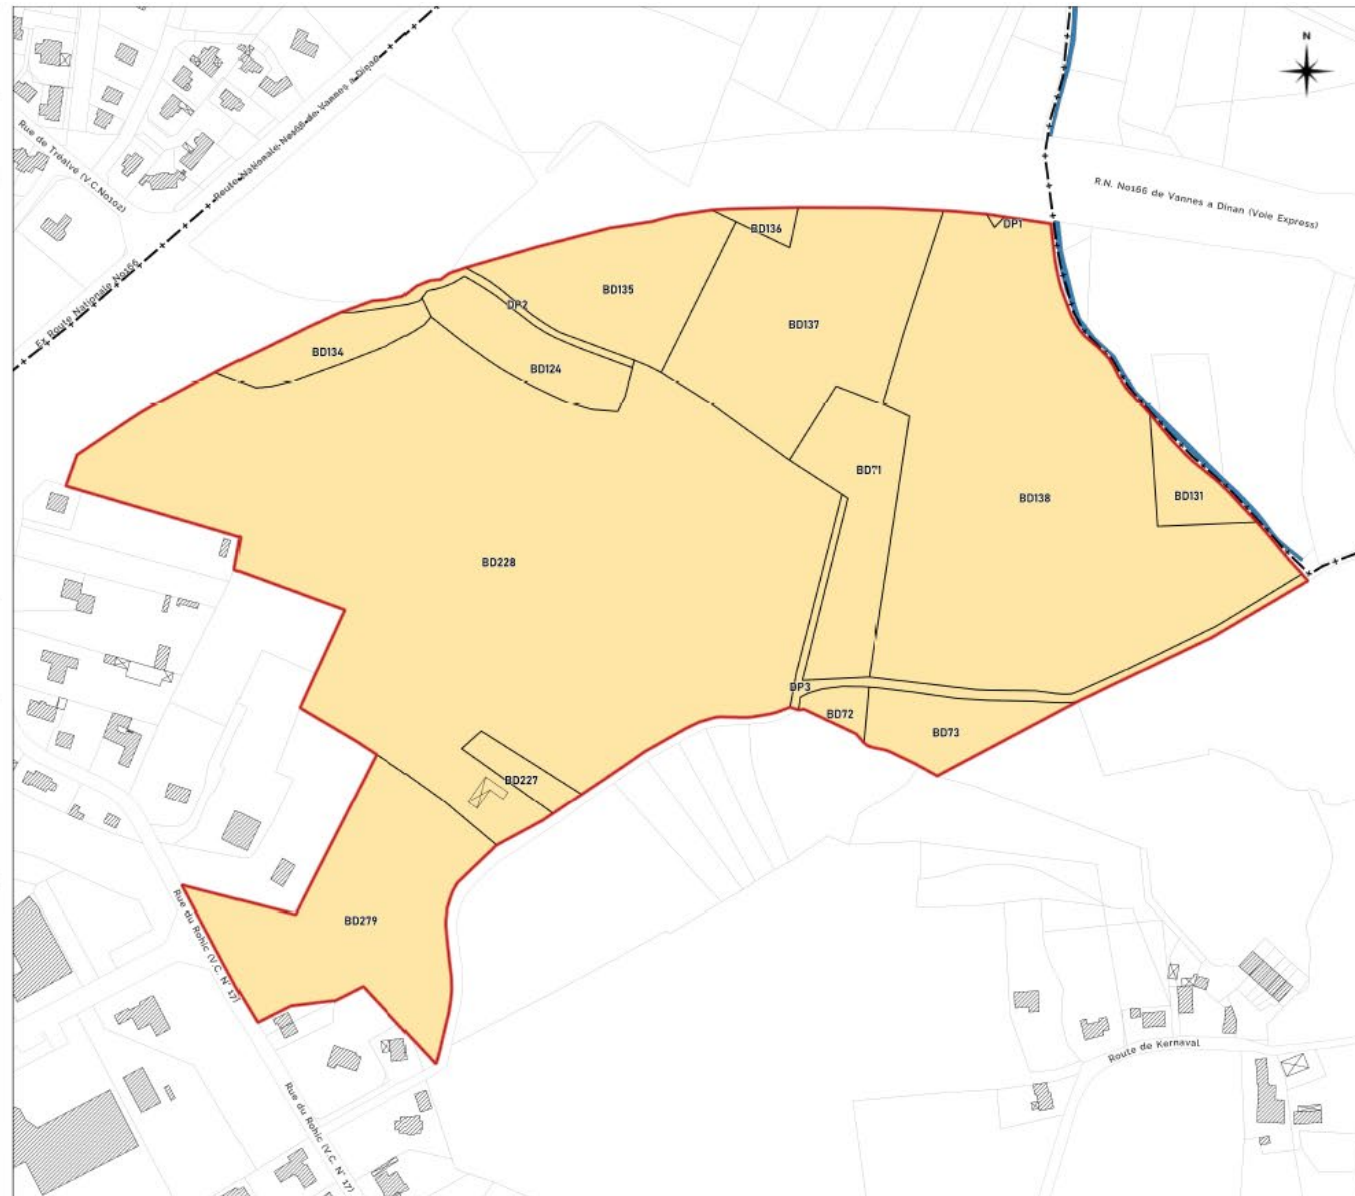 N
Route Nationale No166 de Vannes a Dinan
Rue de Tréalvé (V.C.No102)
R.N. No166 de Vannes a Dinan (Voie Express)
Ex Route Nationale No166
DP1
BD136
BD135
DP2
BD137
BD134
BD124
BD71
BD138
BD131
BD228
DP3
BD72
BD73
BD227
BD279
Rue du Rohic (V.C. N° 17)
Route de Kernaval
Rue du Rohic (V.C. N° 17)